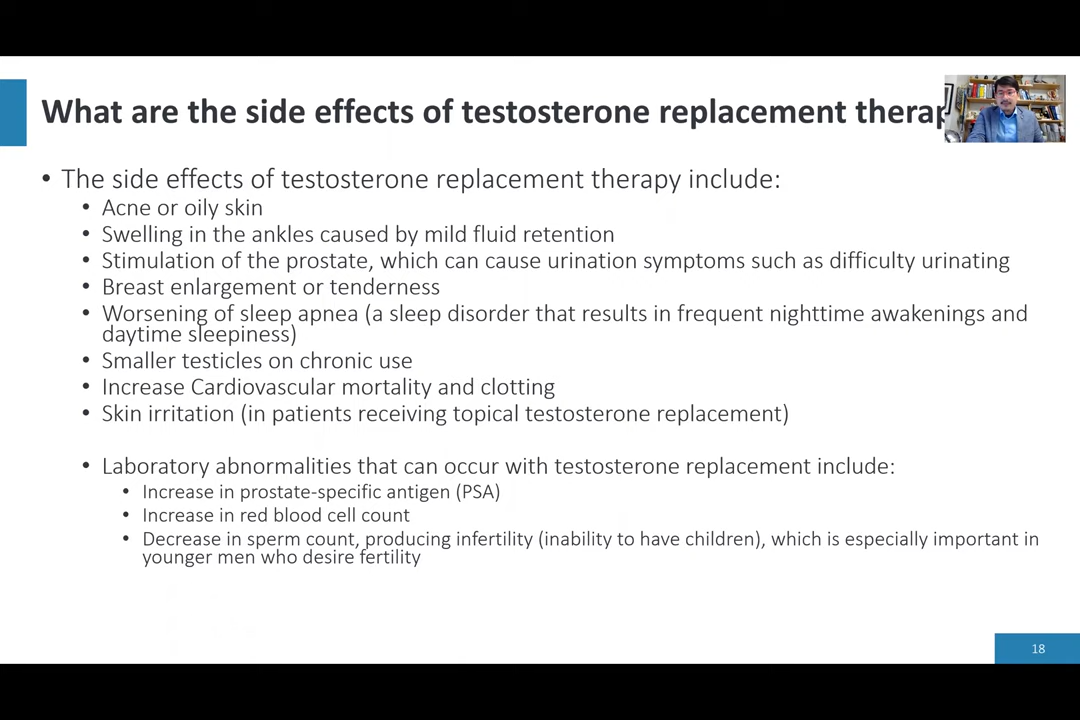 What are the side effects of testosterone replacement
• The side effects of testosterone replacement therapy include:
• Acne or oily skin
• Swelling in the ankles caused by mild fluid retention
• Stimulation of the prostate, which can cause urination symptoms such as difficulty urinating
• Breast enlargement or tenderness
• Worsening of sleep apnea (a sleep disorder that results in frequent nighttime awakenings and
daytime sleepiness)
• Smaller testicles on chronic use
• Increase Cardiovascular mortality and clotting
• Skin irritation (in patients receiving topical testosterone replacement)
• Laboratory abnormalities that can occur with testosterone replacement include:
• Increase in prostate-specific antigen (PSA)
• Increase in red blood cell count
• Decrease in sperm count, producing infertility (inability to have children), which is especially important in
younger men who desire fertility
18